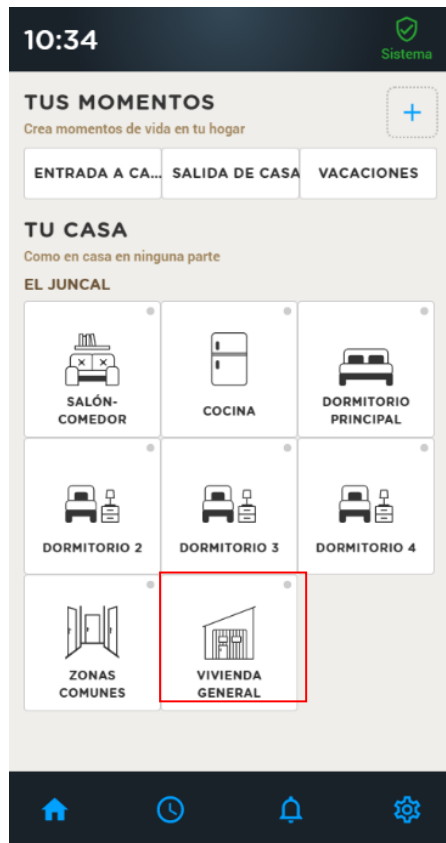 10:34
Sistema
TUS MOMENTOS
Crea momentos de vida en tu hogar
ENTRADA A CA... SALIDA DE CASA VACACIONES
TU CASA
Como en casa en ninguna parte
EL JUNCAL
SALÓN-
COMEDOR
COCINA
DORMITORIO
PRINCIPAL
DORMITORIO 2
DORMITORIO 3
DORMITORIO 4
ZONAS
COMUNES
VIVIENDA
GENERAL